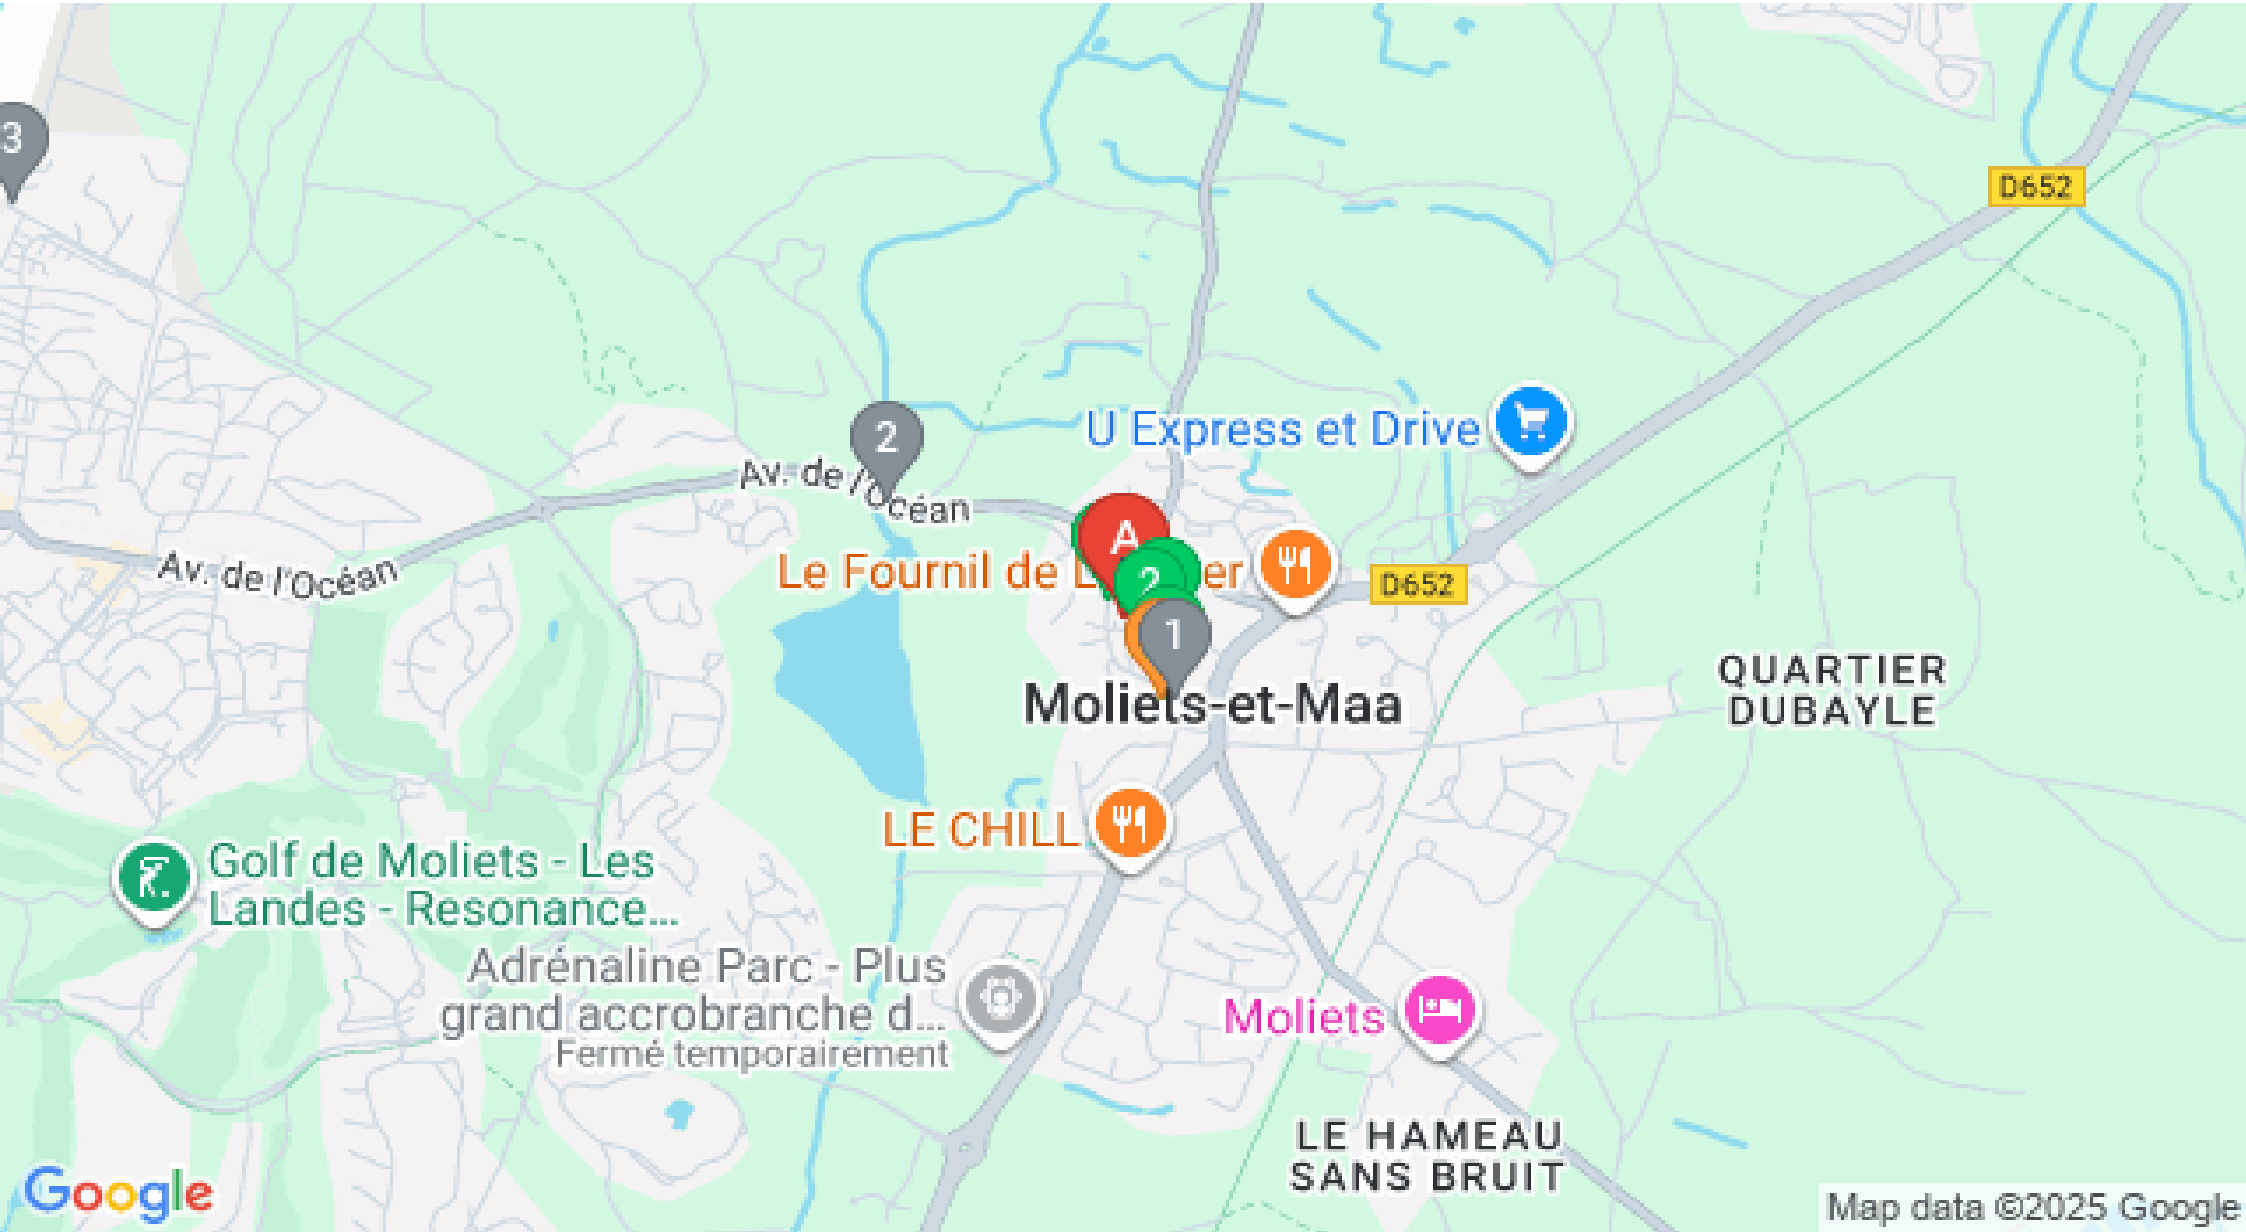 3
D652
2
U Express et Drive
Av. de l'Océan
A
Le Fournil de
er
2
D652
Av. de l'Océan
1
QUARTIER
DUBAYLE
Moliets-et-Maa
LE CHILL
Golf de Moliets - Les
Landes - Resonance...
Adrénaline Parc - Plus
grand accrobranche d...
Fermé temporairement
Moliets
LE HAMEAU
SANS BRUIT
Google
Map data ©2025 Google